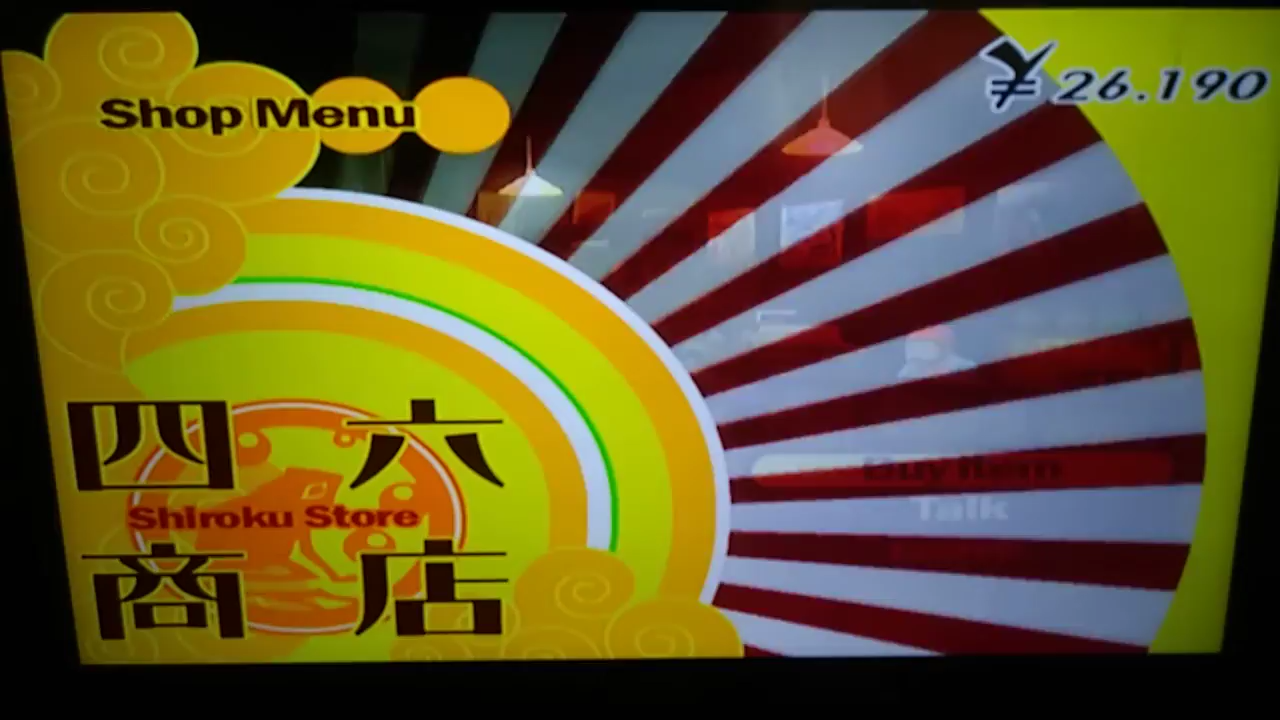 Shop Menu
¥ 26.190
四六
Shiroku Store
商店
Buy Item
Talk